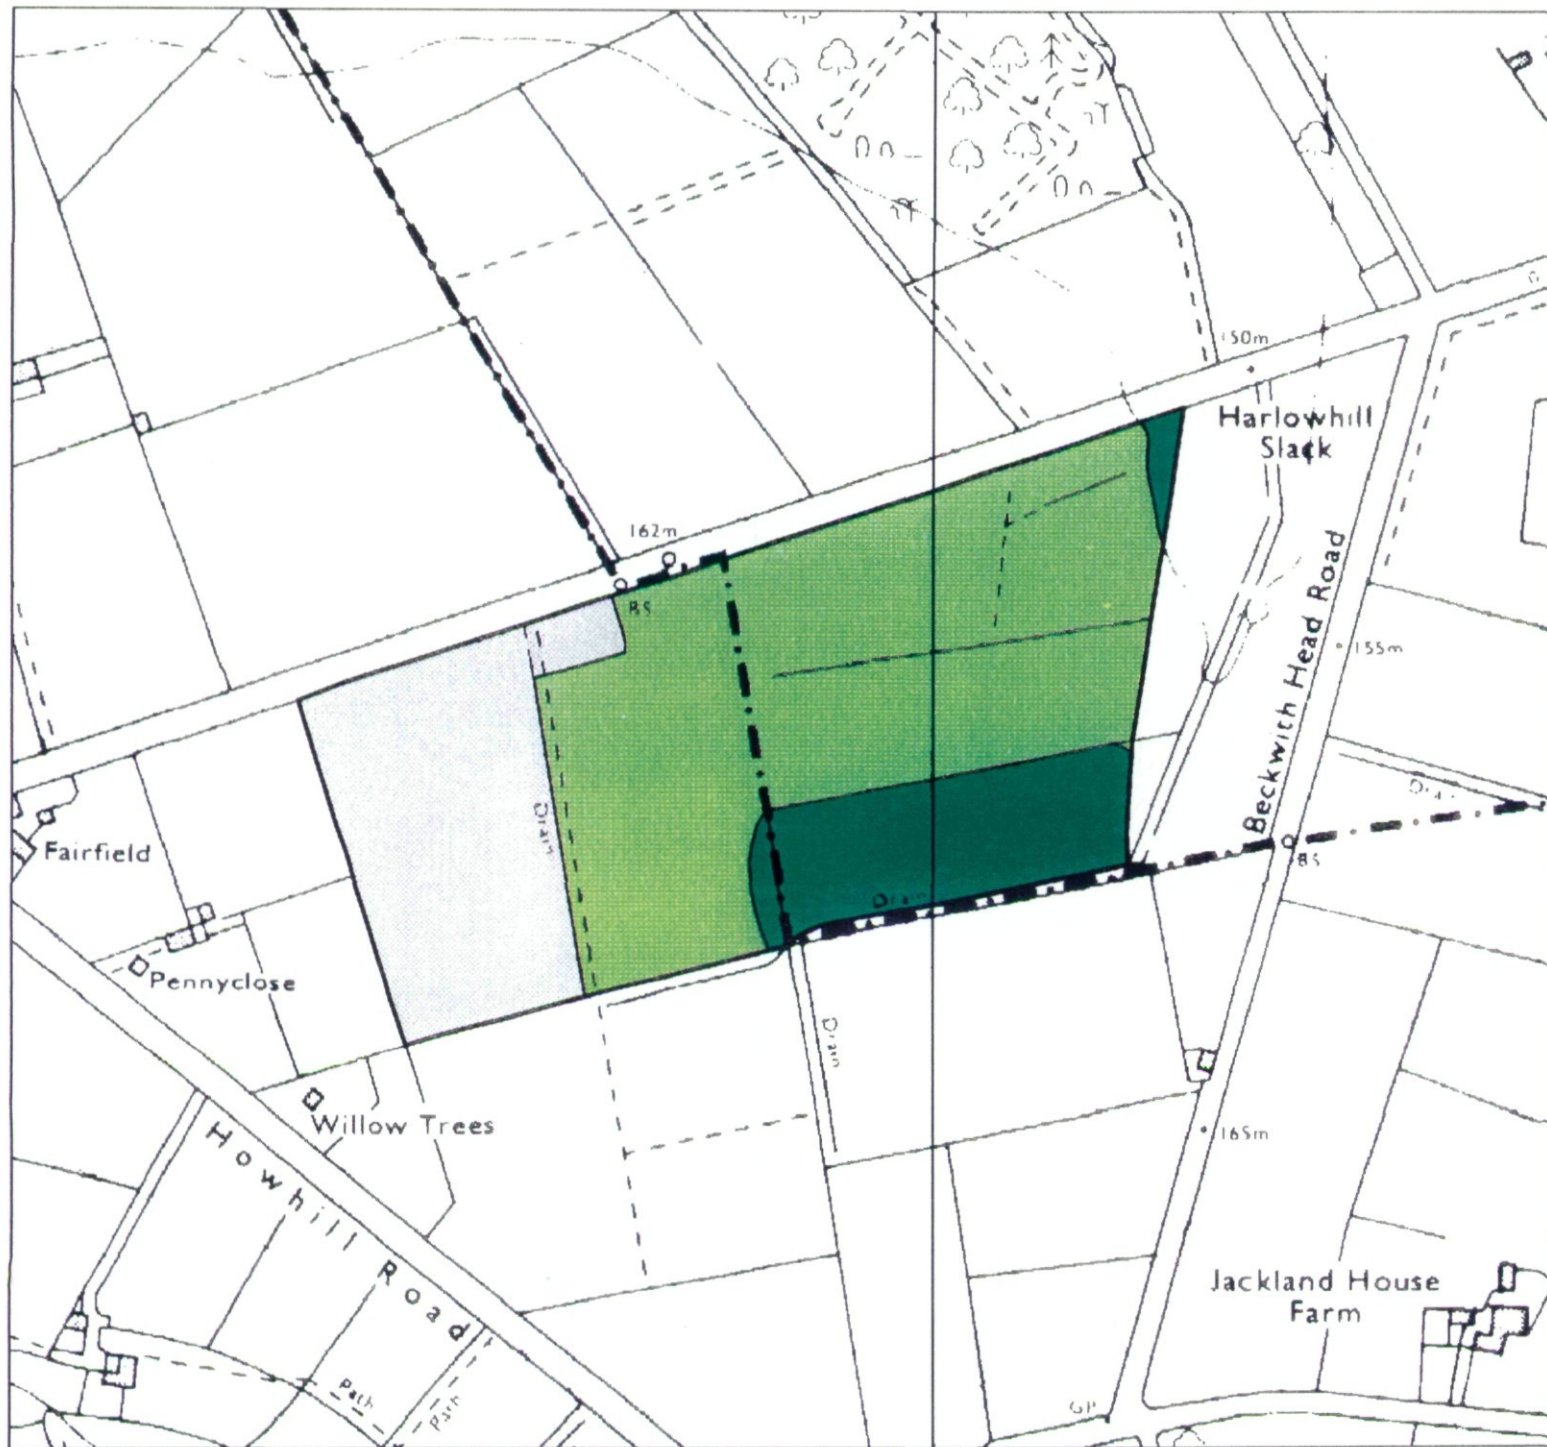 150m
Harlowhill
Slack
162m
BS
Beckwith Head Road
155m
Drain
Fairfield
Drain
BS
Drain
Pennyclose
Drain
Willow Trees
165m
Howhill Road
Jackland House
Farm
Path
Path
GP